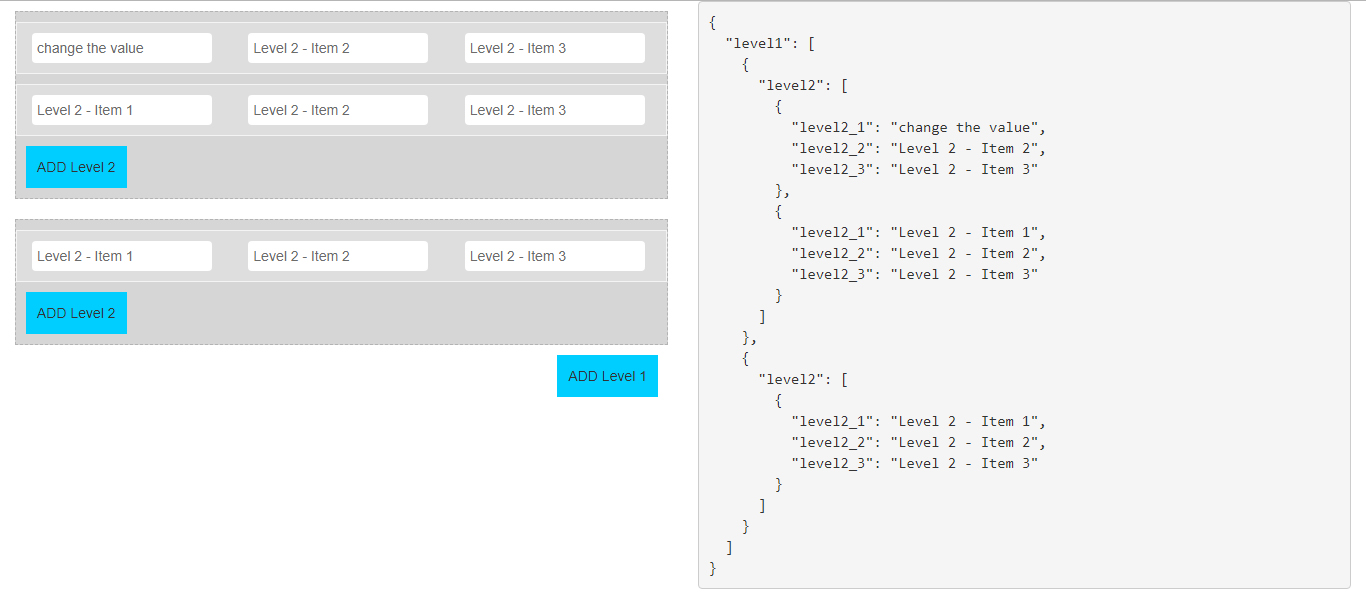 change the value Level 2 - Item 2 Level 2 - Item 3
Level 2 - Item 1 Level 2 - Item 2 Level 2 - Item 3
ADD Level 2
Level 2 - Item 1 Level 2 - Item 2 Level 2 - Item 3
ADD Level 2
ADD Level 1
{
  "level1": [
    {
      "level2": [
        {
          "level2_1": "change the value",
          "level2_2": "Level 2 - Item 2",
          "level2_3": "Level 2 - Item 3"
        },
        {
          "level2_1": "Level 2 - Item 1",
          "level2_2": "Level 2 - Item 2",
          "level2_3": "Level 2 - Item 3"
        }
      ]
    },
    {
      "level2": [
        {
          "level2_1": "Level 2 - Item 1",
          "level2_2": "Level 2 - Item 2",
          "level2_3": "Level 2 - Item 3"
        }
      ]
    }
  ]
}